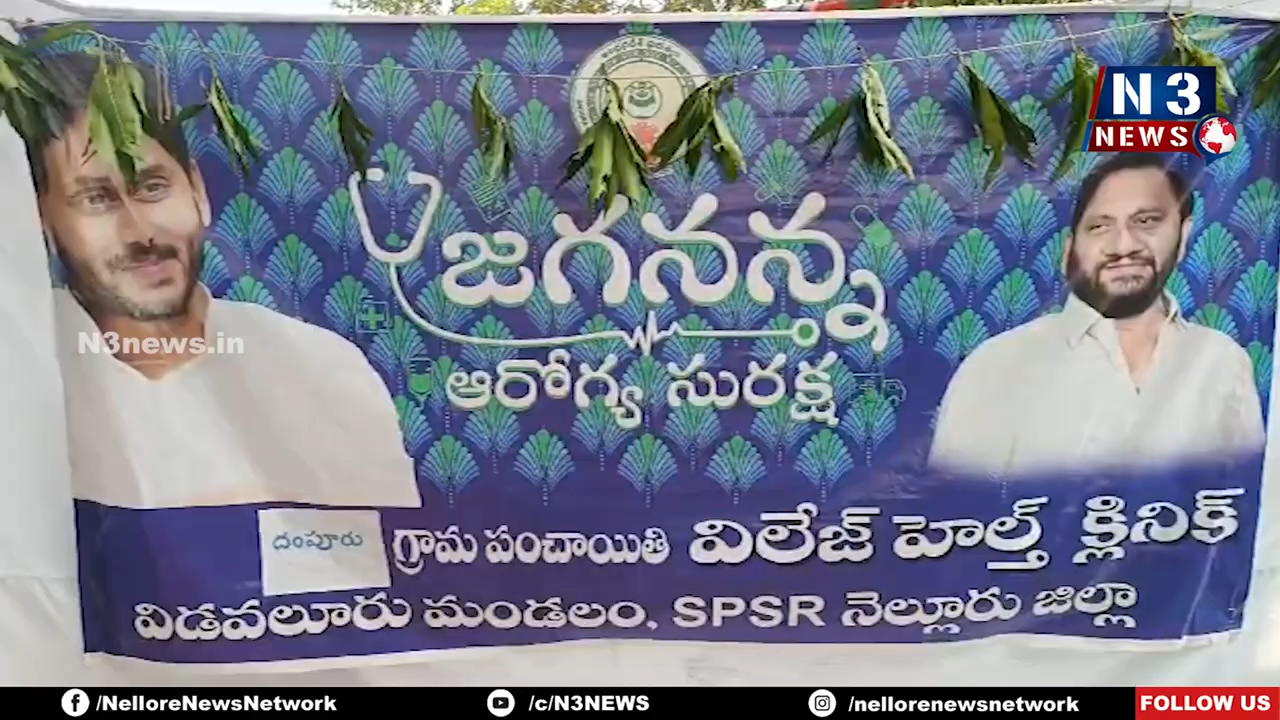 N3
NEWS
జగనన్న
N3news.in
ఆరోగ్య సురక్ష
దంపూరు గ్రామ పంచాయితి విలేజ్ హెల్త్ క్లినిక్
విడవలూరు మండలం, SPSR నెల్లూరు జిల్లా
/NelloreNewsNetwork /c/N3NEWS /nellorenewsnetwork FOLLOW US